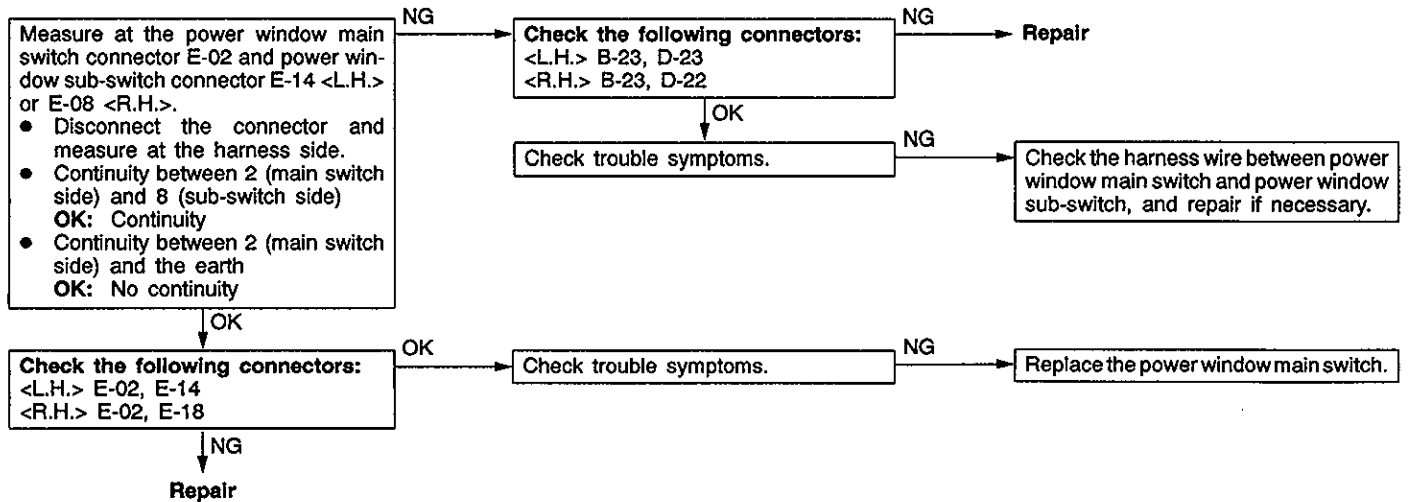 Measure at the power window main
switch connector E-02 and power win-
dow sub-switch connector E-14 <L.H.>
or E-08 <R.H.>.
● Disconnect the connector and
measure at the harness side.
● Continuity between 2 (main switch
side) and 8 (sub-switch side)
OK: Continuity
● Continuity between 2 (main switch
side) and the earth
OK: No continuity
NG
Check the following connectors:
<L.H.> B-23, D-23
<R.H.> B-23, D-22
NG
Repair
OK
Check trouble symptoms.
NG
Check the harness wire between power
window main switch and power window
sub-switch, and repair if necessary.
OK
Check the following connectors:
<L.H.> E-02, E-14
<R.H.> E-02, E-18
OK
Check trouble symptoms.
NG
Replace the power window main switch.
NG
Repair